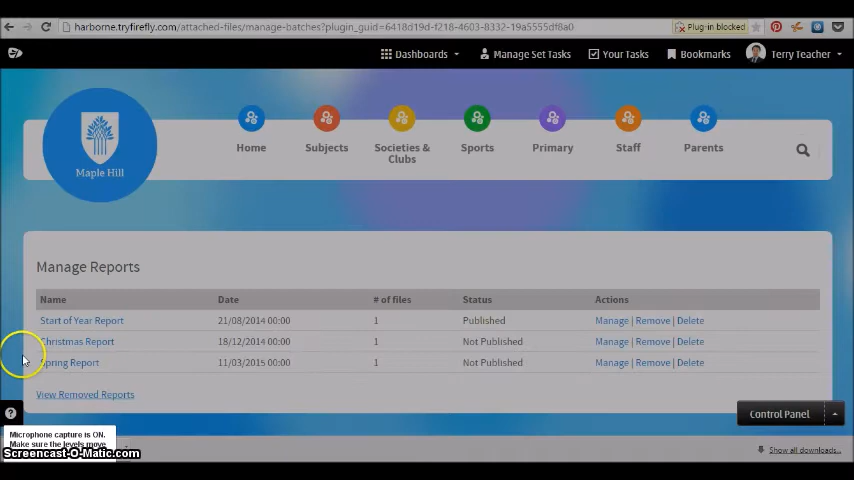 harborne.tryfirefly.com/attached-files/manage-batches?plugin_guid=6418d19d-f218-4603-8332-19a5555df8a0
Plug-in blocked
Dashboards
Manage Set Tasks
Your Tasks
Bookmarks
Terry Teacher
Maple Hill
Home
Subjects
Societies & Clubs
Sports
Primary
Staff
Parents
Manage Reports
Name Date # of files Status Actions
Start of Year Report 21/08/2014 00:00 1 Published Manage | Remove | Delete
Christmas Report 18/12/2014 00:00 1 Not Published Manage | Remove | Delete
Spring Report 11/03/2015 00:00 1 Not Published Manage | Remove | Delete
View Removed Reports
?
Control Panel
Microphone capture is ON.
Make sure the levels move
Screencast-O-Matic.com
Show all downloads...